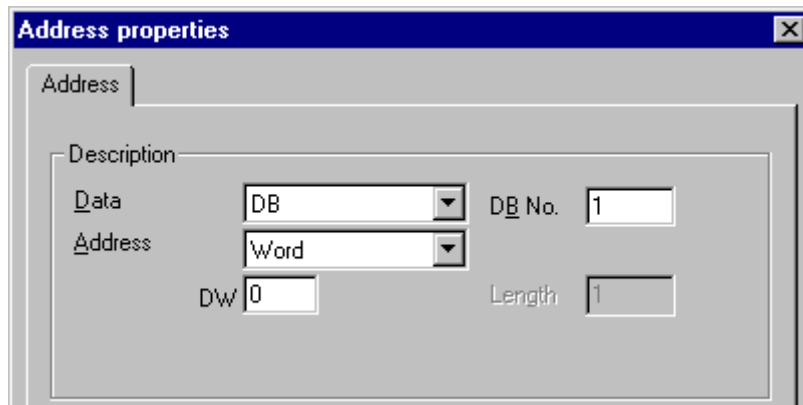 Address properties
Address
Description
Data DB DB No. 1
Address Word
DW 0 Length 1